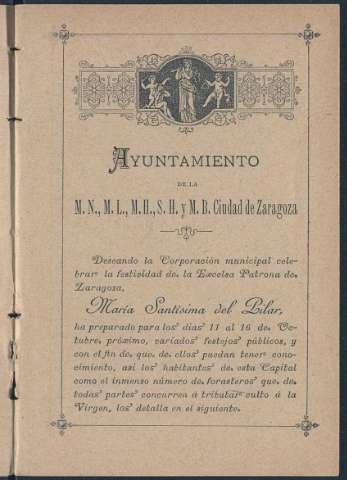 AYUNTAMIENTO
DE LA
M. N., M. L., M. H., S. H. y M. B. Ciudad de Zaragoza
Deseando la Corporación municipal cele-
brar la festividad de la Excelsa Patrona de
Zaragoza,
María Santísima del Pilar,
ha preparado para los días 11 al 16 de Oc-
tubre, próximo, variados festejos públicos, y
con el fin de que de ellos puedan tener cono-
cimiento, así los habitantes de esta Capital
como el inmenso número de forasteros que de
todas partes concurren á tributar culto á la
Virgen, los detalla en el siguiente.